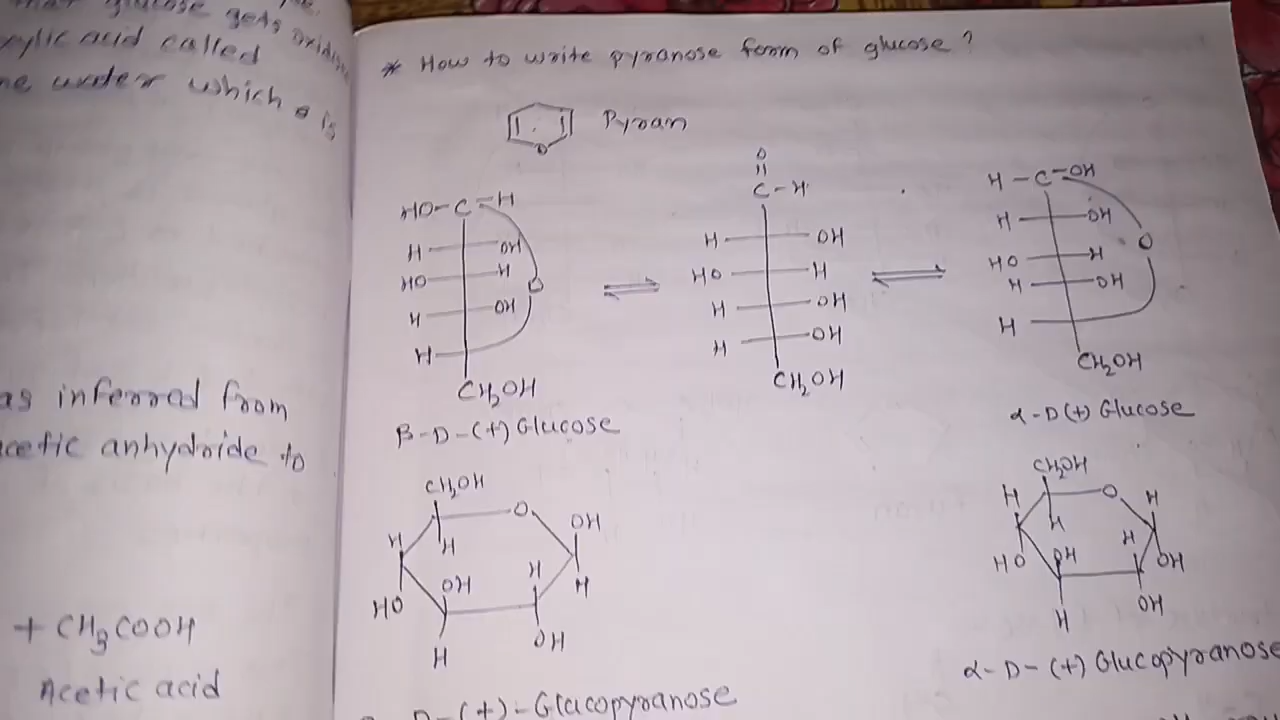 glucose gets oxidise
acid called
water which is
as inferred from
acetic anhydride to
+ CH3COOH
Acetic acid
* How to write pyranose form of glucose?
Pyran
O
HO-C-H
H OH
HO H
O
H OH
H
CH2OH
β-D-(+) Glucose
O
C-H
H OH
HO H
H OH
H OH
CH2OH
H-C-OH
H OH
O
HO H
H OH
H
CH2OH
α-D(+) Glucose
CH2OH
O
OH
H
H
OH
H
H
HO
OH
H
D-(+)-Glucopyranose
CH2OH
H
O
H
H
HO
OH
H
OH
OH
H
α-D-(+) Glucopyranose